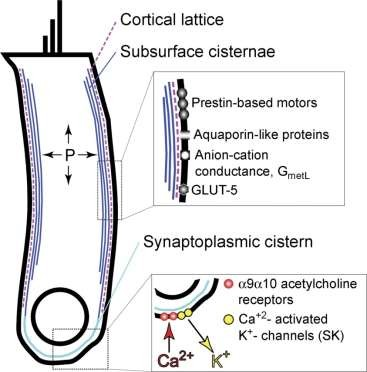 Cortical lattice
Subsurface cisternae
P
Prestin-based motors
Aquaporin-like proteins
Anion-cation
conductance, GmetL
GLUT-5
Synaptoplasmic cistern
α9α10 acetylcholine
receptors
Ca+2- activated
K+- channels (SK)
Ca2+
K+